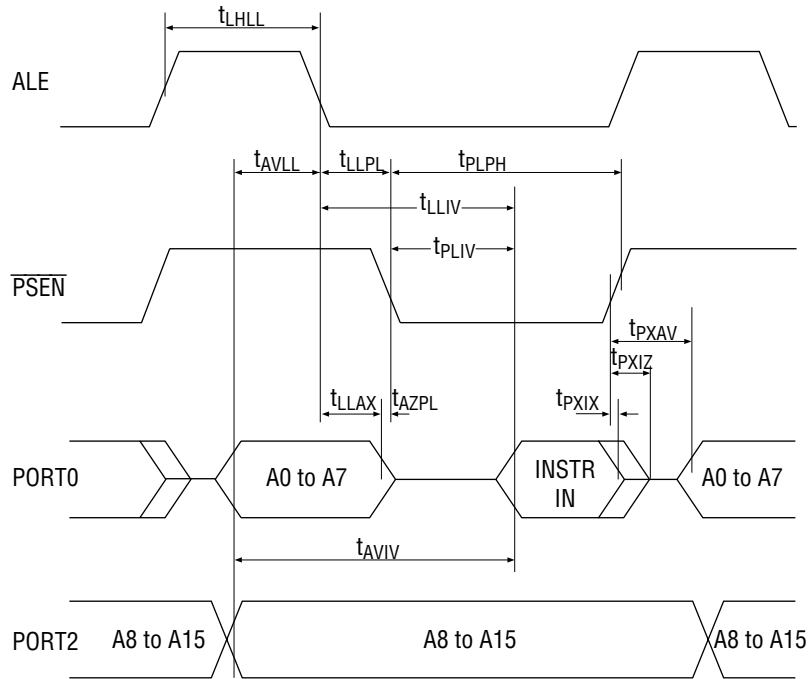 tLHLL
ALE
tAVLL tLLPL tPLPH
tLLIV
tPLIV
PSEN
tPXAV
tPXIZ
tLLAX tAZPL tPXIX
PORT0 A0 to A7 INSTR IN A0 to A7
tAVIV
PORT2 A8 to A15 A8 to A15 A8 to A15